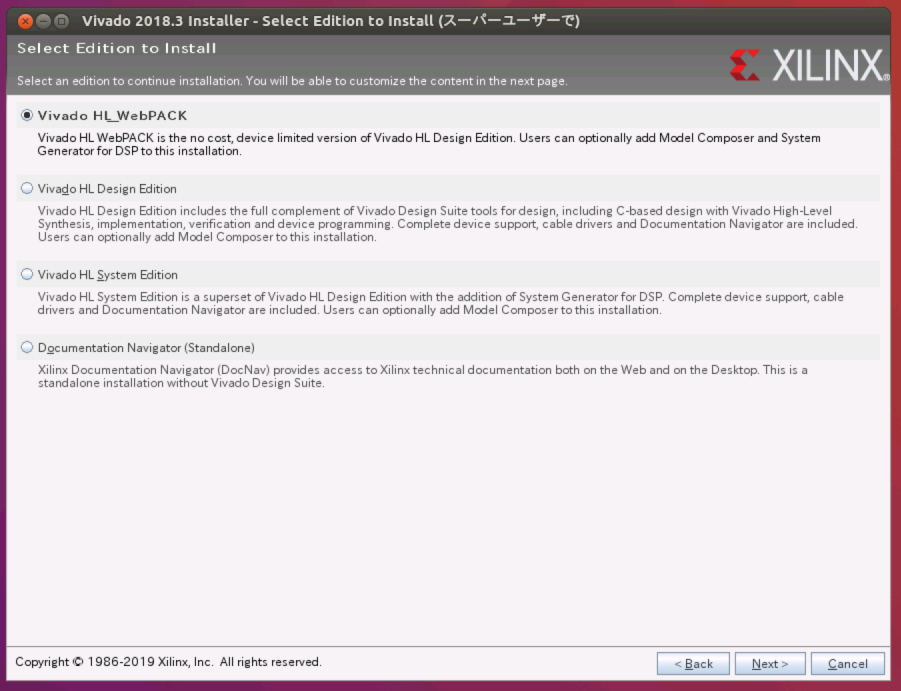 Vivado 2018.3 Installer - Select Edition to Install (スーパーユーザーで)
Select Edition to Install
XILINX®
Select an edition to continue installation. You will be able to customize the content in the next page.
Vivado HL WebPACK
Vivado HL WebPACK is the no cost, device limited version of Vivado HL Design Edition. Users can optionally add Model Composer and System
Generator for DSP to this installation.
Vivado HL Design Edition
Vivado HL Design Edition includes the full complement of Vivado Design Suite tools for design, including C-based design with Vivado High-Level
Synthesis, implementation, verification and device programming. Complete device support, cable drivers and Documentation Navigator are included.
Users can optionally add Model Composer to this installation.
Vivado HL System Edition
Vivado HL System Edition is a superset of Vivado HL Design Edition with the addition of System Generator for DSP. Complete device support, cable
drivers and Documentation Navigator are included. Users can optionally add Model Composer to this installation.
Documentation Navigator (Standalone)
Xilinx Documentation Navigator (DocNav) provides access to Xilinx technical documentation both on the Web and on the Desktop. This is a
standalone installation without Vivado Design Suite.
Copyright © 1986-2019 Xilinx, Inc. All rights reserved.
< Back
Next >
Cancel